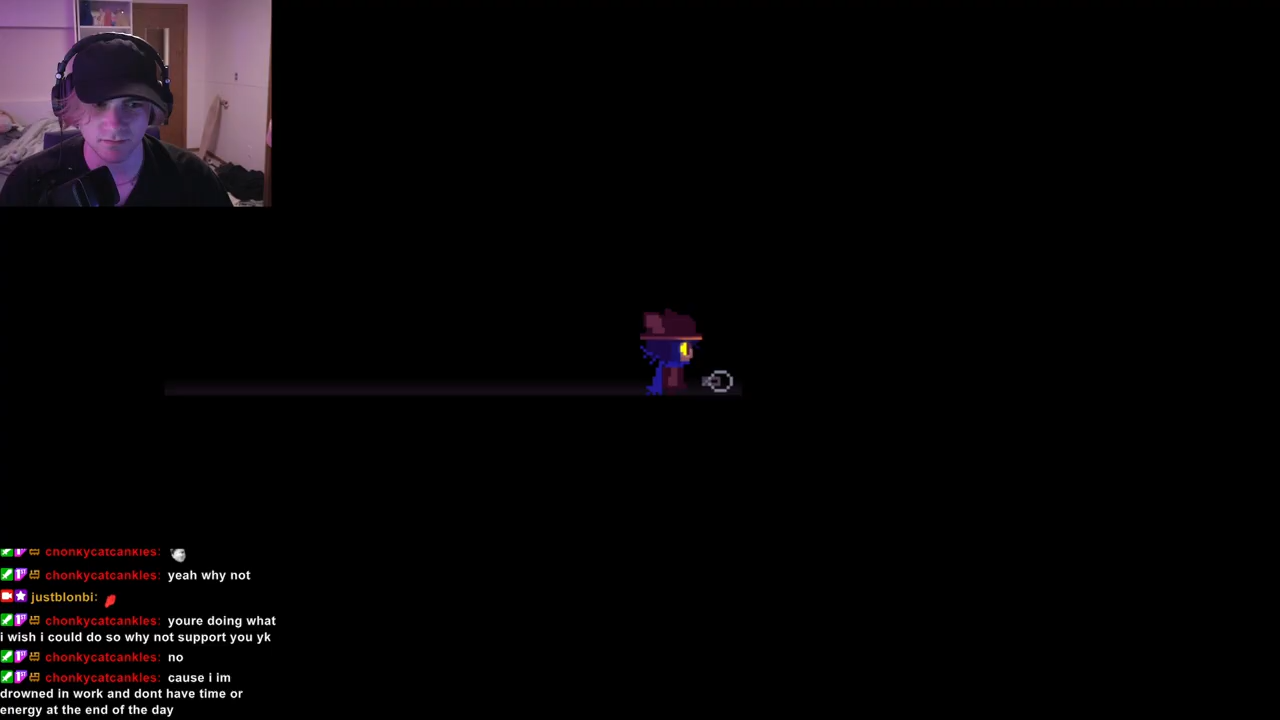 chonkycatcankles:
chonkycatcankles: yeah why not
justblonbi:
chonkycatcankles: youre doing what
i wish i could do so why not support you yk
chonkycatcankles: no
chonkycatcankles: cause i im
drowned in work and dont have time or
energy at the end of the day